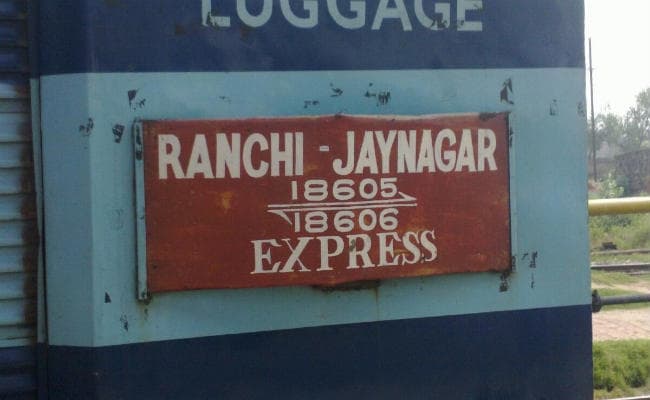 LUGGAGE
RANCHI - JAYNAGAR
18605
18606
EXPRESS